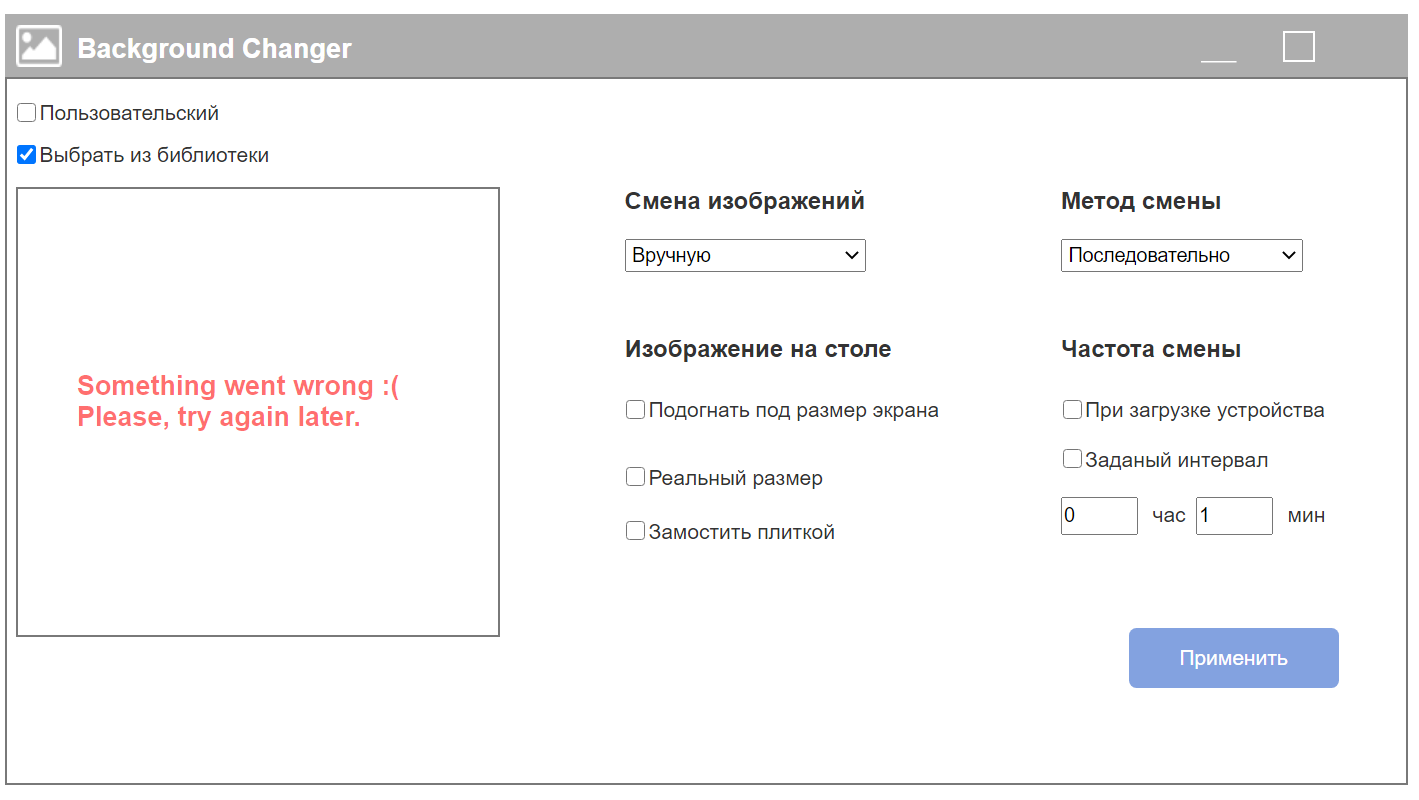 Background Changer
Пользовательский
Выбрать из библиотеки
Смена изображений
Метод смены
Вручную
Последовательно
Изображение на столе
Частота смены
Something went wrong :(
Please, try again later.
Подогнать под размер экрана
При загрузке устройства
Заданый интервал
Реальный размер
0 час 1 мин
Замостить плиткой
Применить